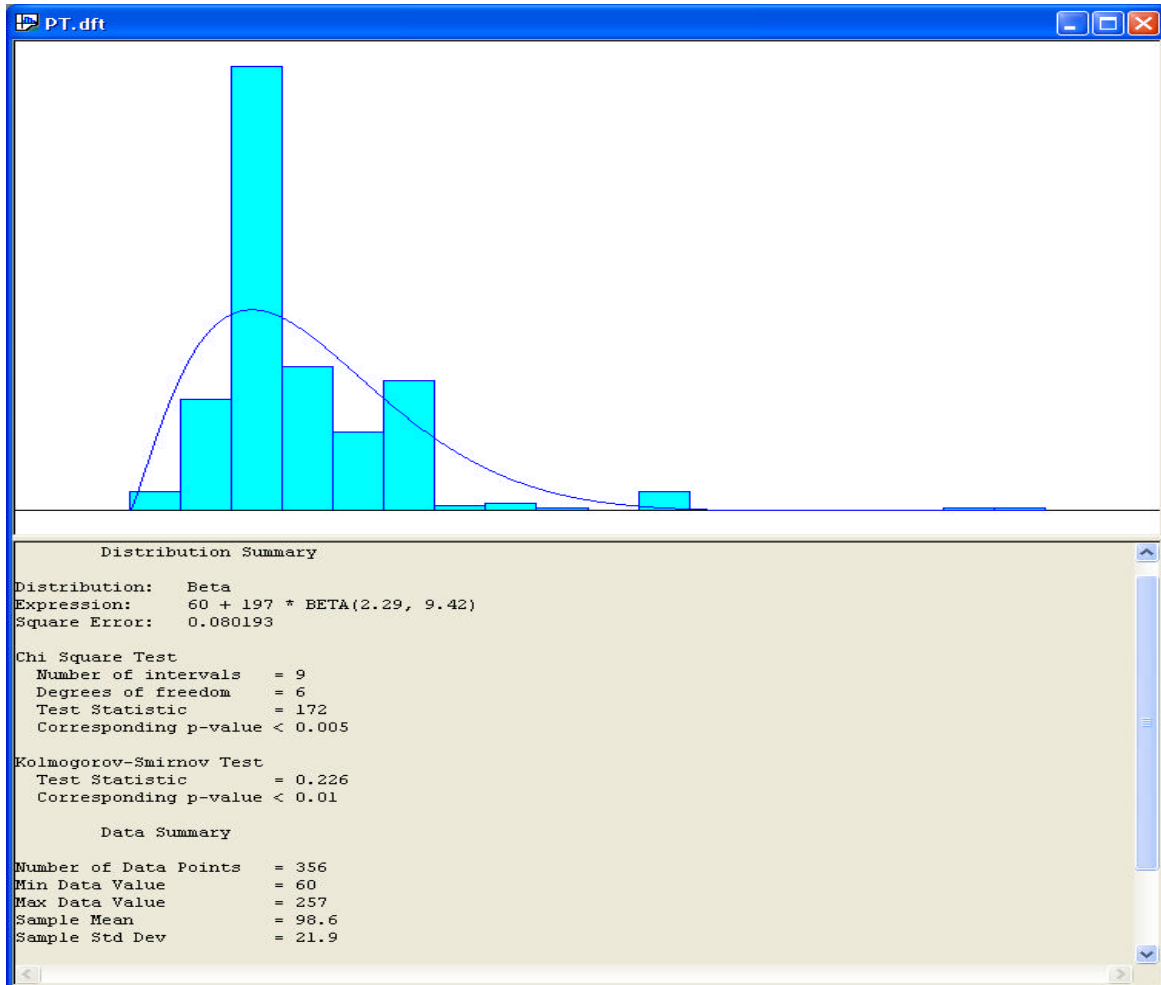 PT.dft
Distribution Summary
Distribution: Beta
Expression: 60 + 197 * BETA(2.29, 9.42)
Square Error: 0.080193
Chi Square Test
Number of intervals = 9
Degrees of freedom = 6
Test Statistic = 172
Corresponding p-value < 0.005
Kolmogorov-Smirnov Test
Test Statistic = 0.226
Corresponding p-value < 0.01
Data Summary
Number of Data Points = 356
Min Data Value = 60
Max Data Value = 257
Sample Mean = 98.6
Sample Std Dev = 21.9